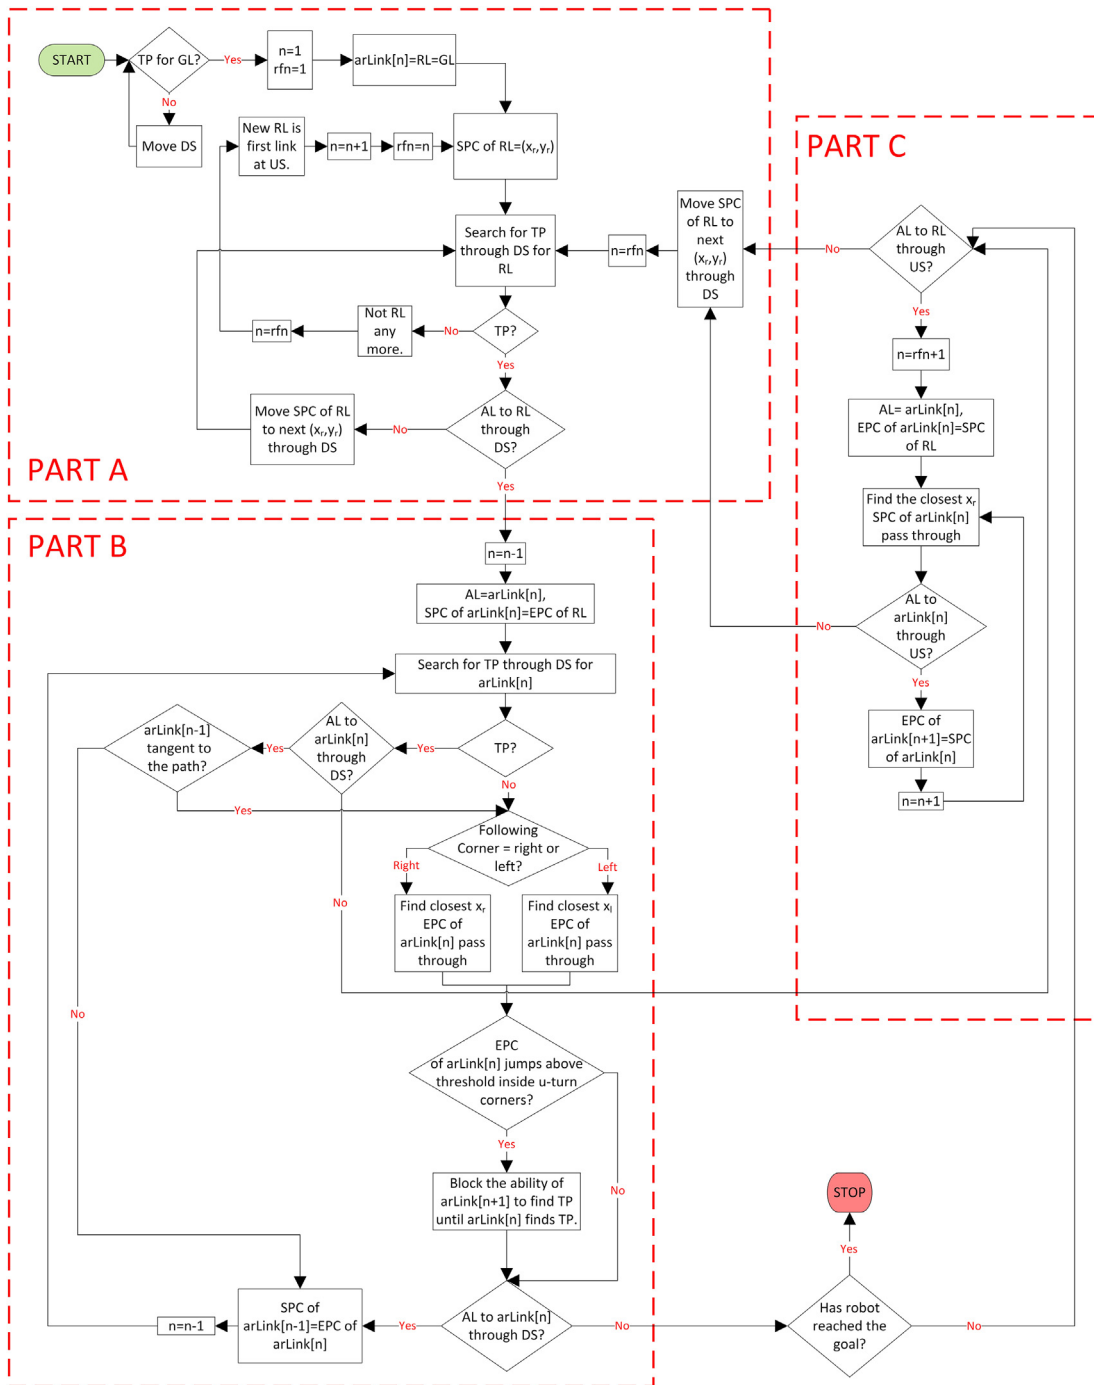 START
TP for GL?
Yes
n=1
rfn=1
arLink[n]=RL=GL
No
Move DS
New RL is
first link
at US.
n=n+1
rfn=n
SPC of RL=(xᵣ,yᵣ)
Search for TP
through DS for
RL
TP?
No
Not RL
any
more.
n=rfn
Yes
AL to RL
through
DS?
No
Move SPC of RL
to next (xᵣ,yᵣ)
through DS
Yes
PART A
Move SPC
of RL to
next
(xᵣ,yᵣ)
through
DS
n=rfn
PART C
AL to RL
through
US?
No
Yes
n=rfn+1
AL= arLink[n],
EPC of arLink[n]=SPC
of RL
Find the closest xᵣ
SPC of arLink[n]
pass through
AL to
arLink[n]
through
US?
No
Yes
EPC of
arLink[n+1]=SPC
of arLink[n]
n=n+1
PART B
n=n-1
AL=arLink[n],
SPC of arLink[n]=EPC of RL
Search for TP through DS for
arLink[n]
TP?
Yes
AL to
arLink[n]
through
DS?
Yes
arLink[n-1]
tangent to
the path?
Yes
No
No
No
Following
Corner = right or
left?
Right
Left
Find closest xᵣ
EPC of
arLink[n] pass
through
Find closest xₗ
EPC of
arLink[n] pass
through
EPC
of arLink[n] jumps above
threshold inside u-turn
corners?
Yes
No
Block the ability of
arLink[n+1] to find TP
until arLink[n] finds TP.
AL to arLink[n]
through DS?
Yes
SPC of
arLink[n-1]=EPC of
arLink[n]
n=n-1
No
Has robot
reached the
goal?
Yes
STOP
No